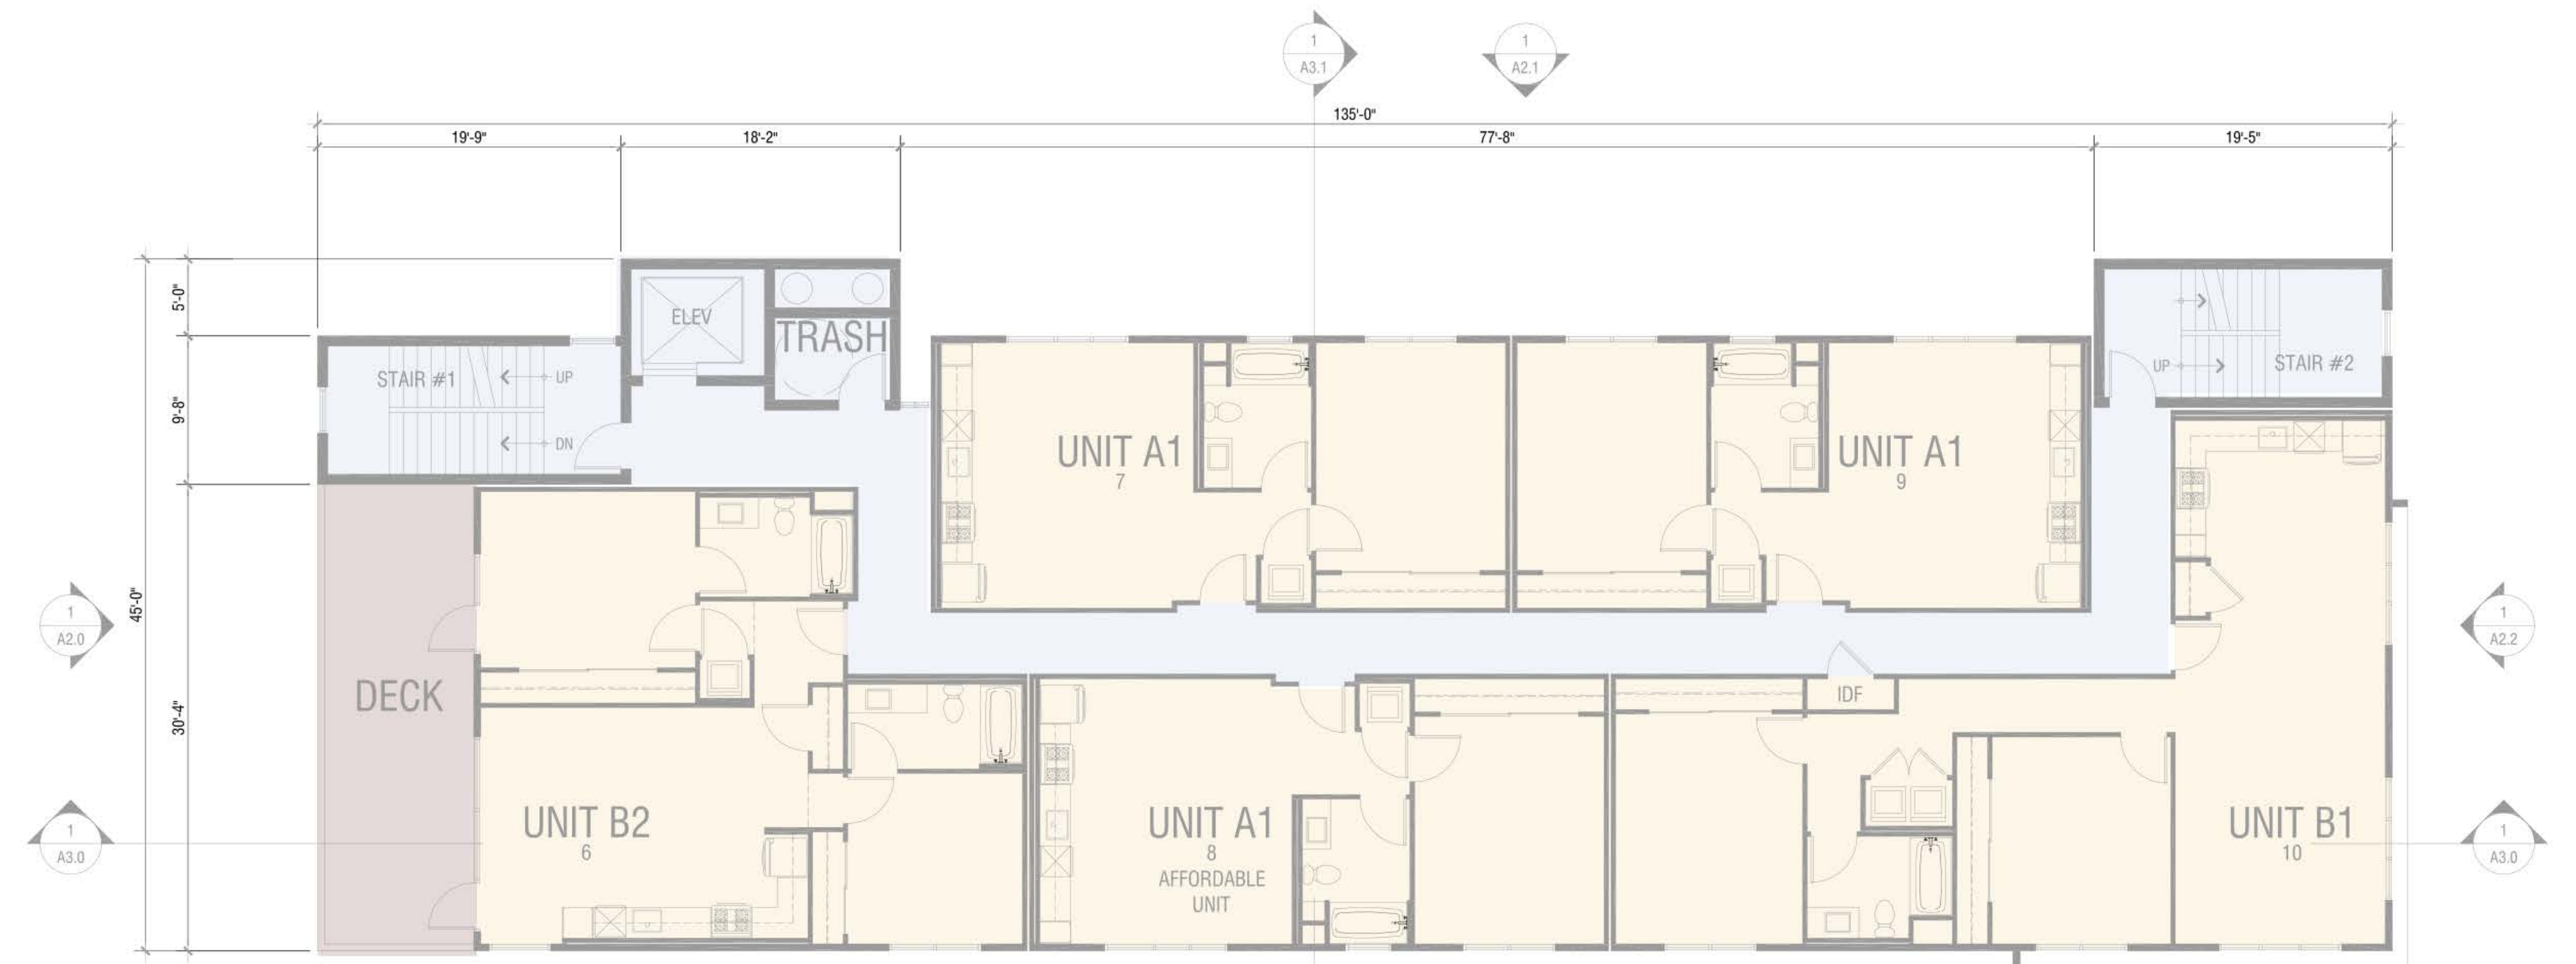 1
A3.1
1
A2.1
135'-0"
19'-9"
18'-2"
77'-8"
19'-5"
5'-0"
9'-8"
45'-0"
30'-4"
ELEV
TRASH
STAIR #1
UP
DN
UNIT A1
7
UNIT A1
9
UP
STAIR #2
1
A2.0
DECK
1
A2.2
IDF
UNIT B2
6
UNIT A1
8
AFFORDABLE
UNIT
UNIT B1
10
1
A3.0
1
A3.0